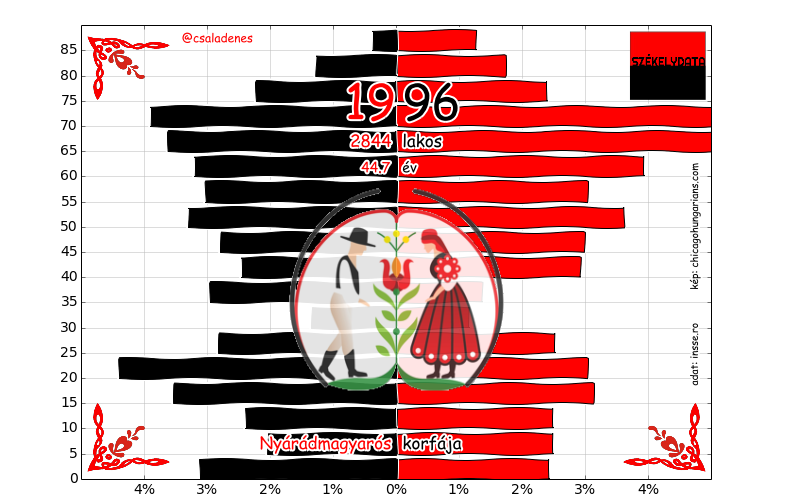 @csaladenes
SZÉKELYDATA
1996
2844 lakos
44.7 év
kép: chicagohungarians.com
adat: insse.ro
Nyárádmagyarós korfája
85
80
75
70
65
60
55
50
45
40
35
30
25
20
15
10
5
0
4% 3% 2% 1% 0% 1% 2% 3% 4%